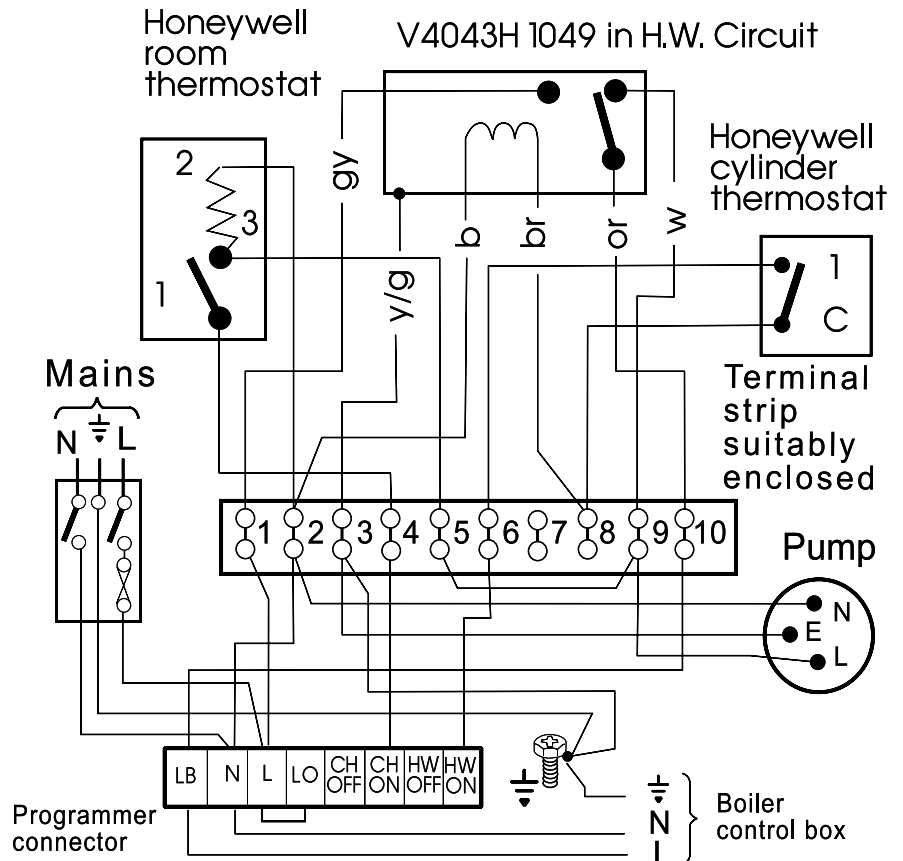 Honeywell
room
thermostat
V4043H 1049 in H.W. Circuit
Honeywell
cylinder
thermostat
2
3
1
gy
y/g
b
br
or
w
1
C
Mains
N
L
Terminal
strip
suitably
enclosed
1
2
3
4
5
6
7
8
9
10
Pump
N
E
L
LB
N
L
LO
CH
OFF
CH
ON
HW
OFF
HW
ON
Programmer
connector
N
Boiler
control box